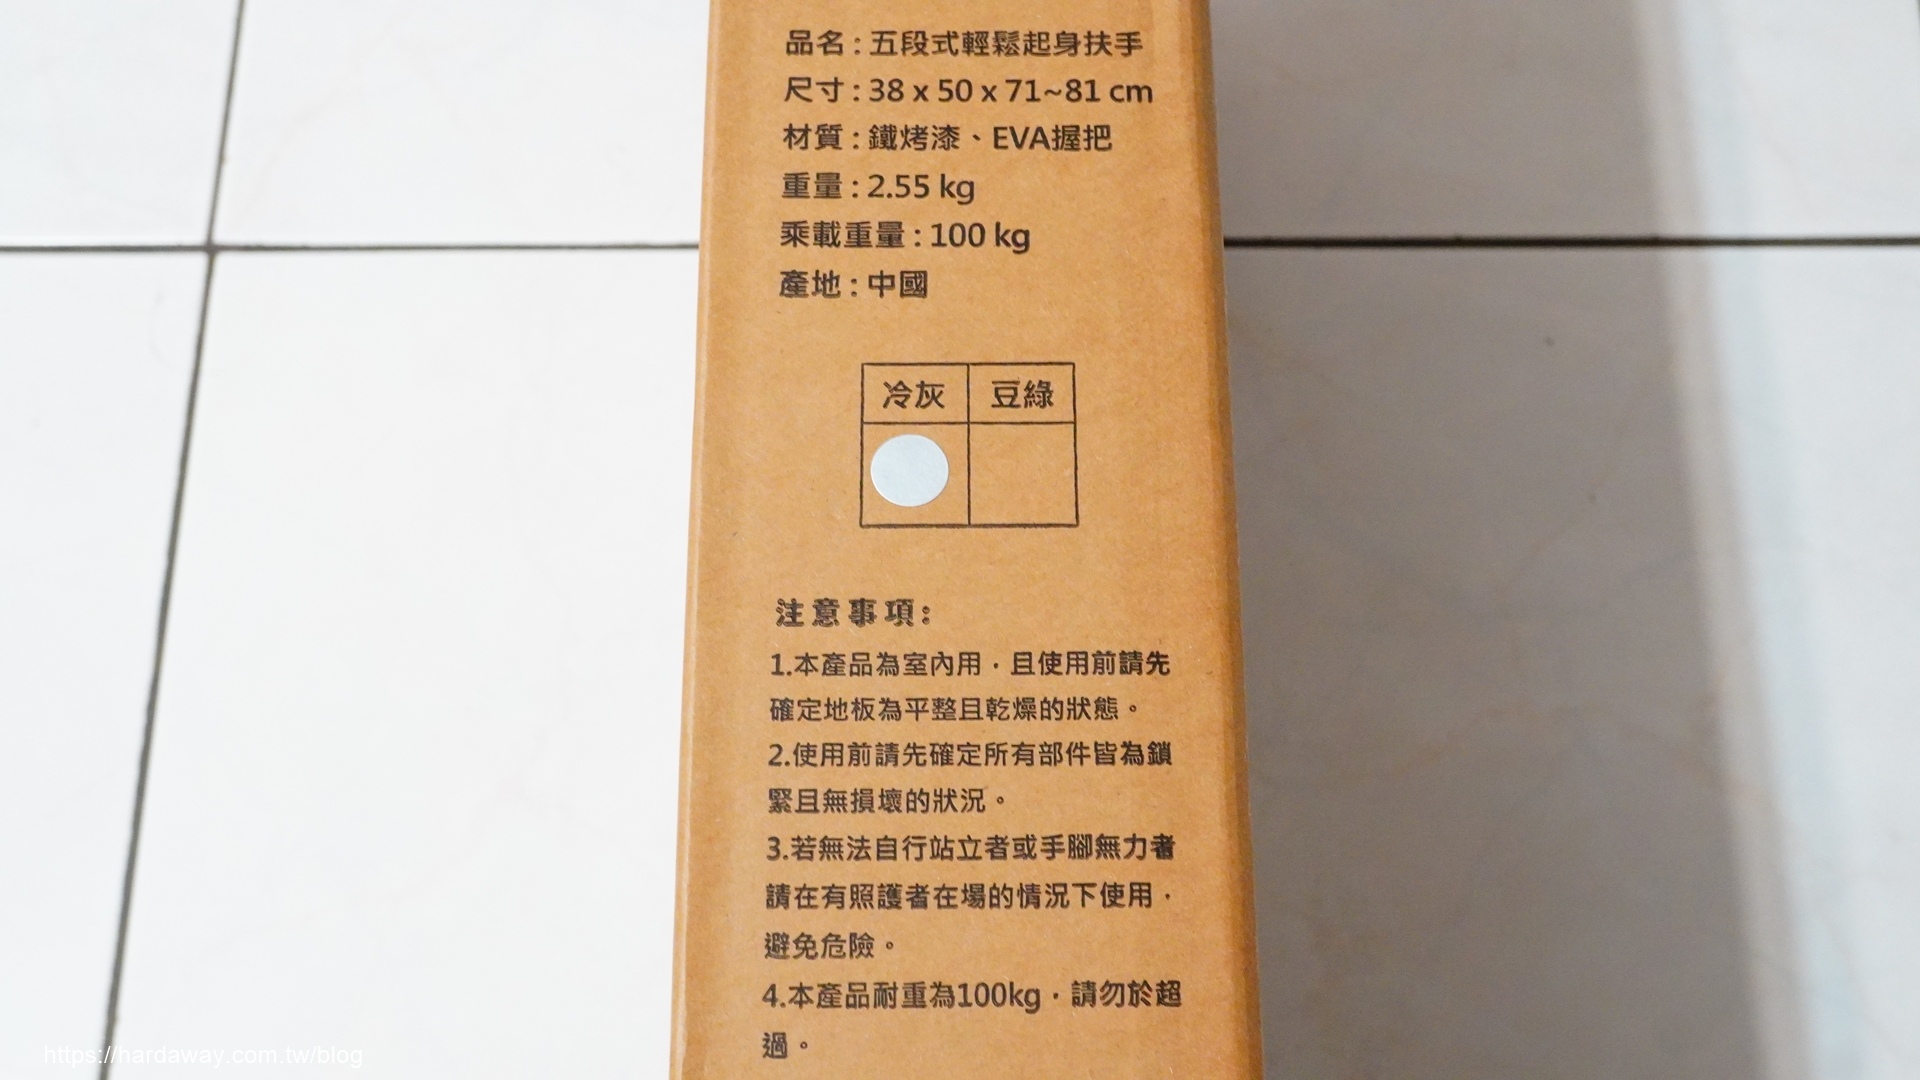 品名 : 五段式輕鬆起身扶手
尺寸 : 38 x 50 x 71~81 cm
材質 : 鐵烤漆、EVA握把
重量 : 2.55 kg
乘載重量 : 100 kg
產地 : 中國
冷灰 豆綠
注意事項:
1.本產品為室內用，且使用前請先
確定地板為平整且乾燥的狀態。
2.使用前請先確定所有部件皆為鎖
緊且無損壞的狀況。
3.若無法自行站立者或手腳無力者
請在有照護者在場的情況下使用，
避免危險。
4.本產品耐重為100kg，請勿於超
過。
https://hardaway.com.tw/blog